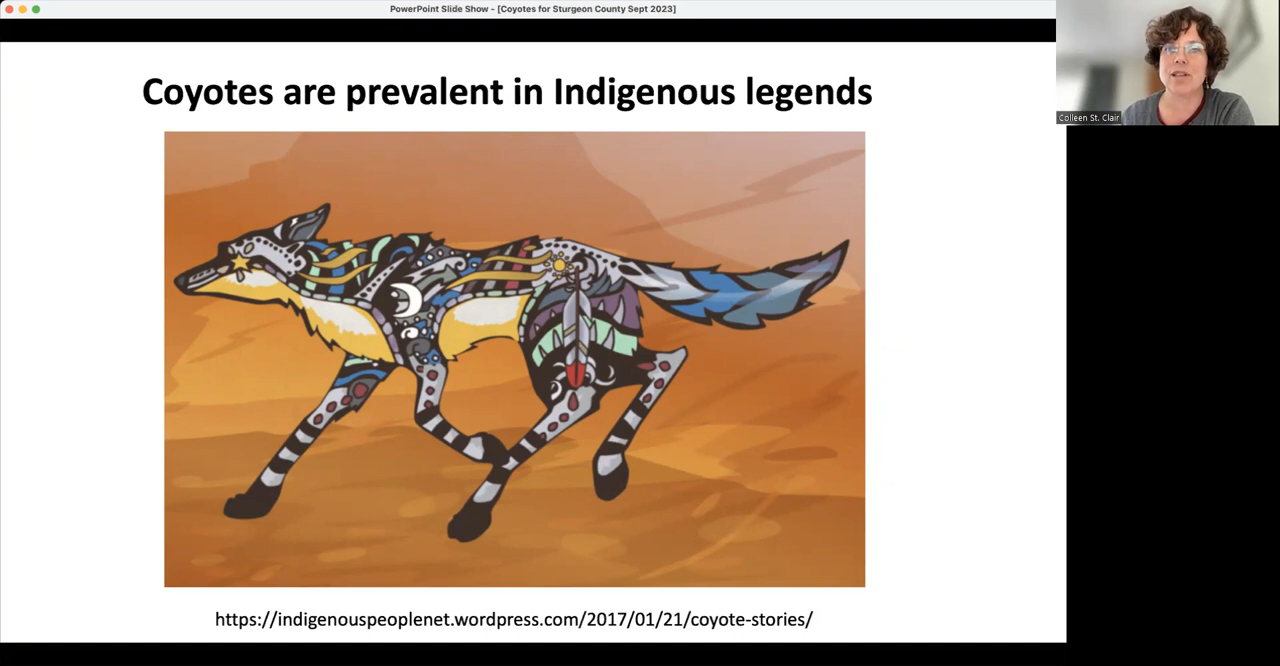 PowerPoint Slide Show - [Coyotes for Sturgeon County Sept 2023]
Colleen St. Clair
Coyotes are prevalent in Indigenous legends
https://indigenouspeoplenet.wordpress.com/2017/01/21/coyote-stories/